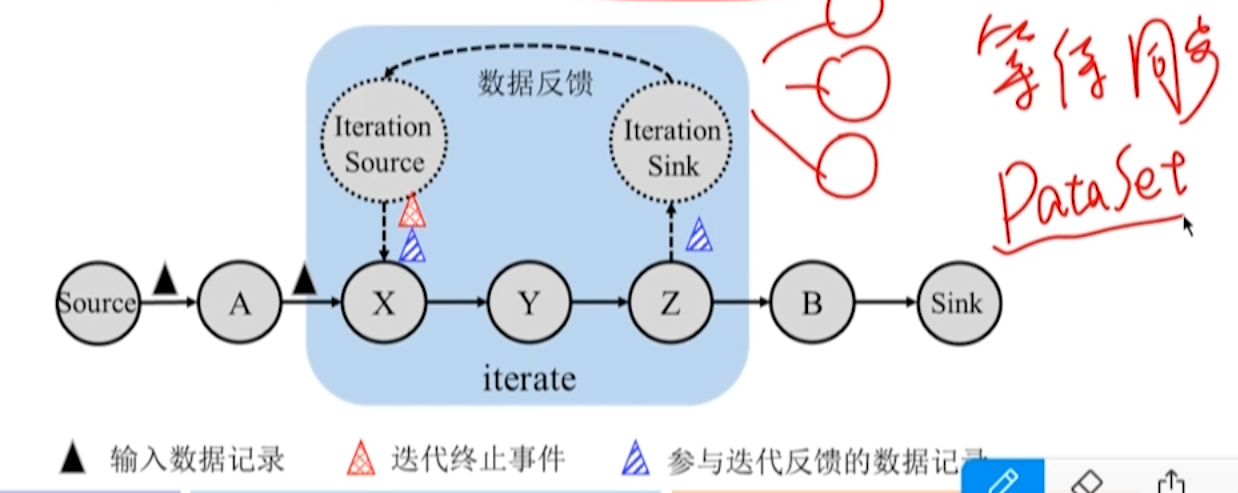 等待同步
数据反馈
Iteration
Source
Iteration
Sink
DataSet
Source
A
X
Y
Z
B
Sink
iterate
输入数据记录
迭代终止事件
参与迭代反馈的数据记录